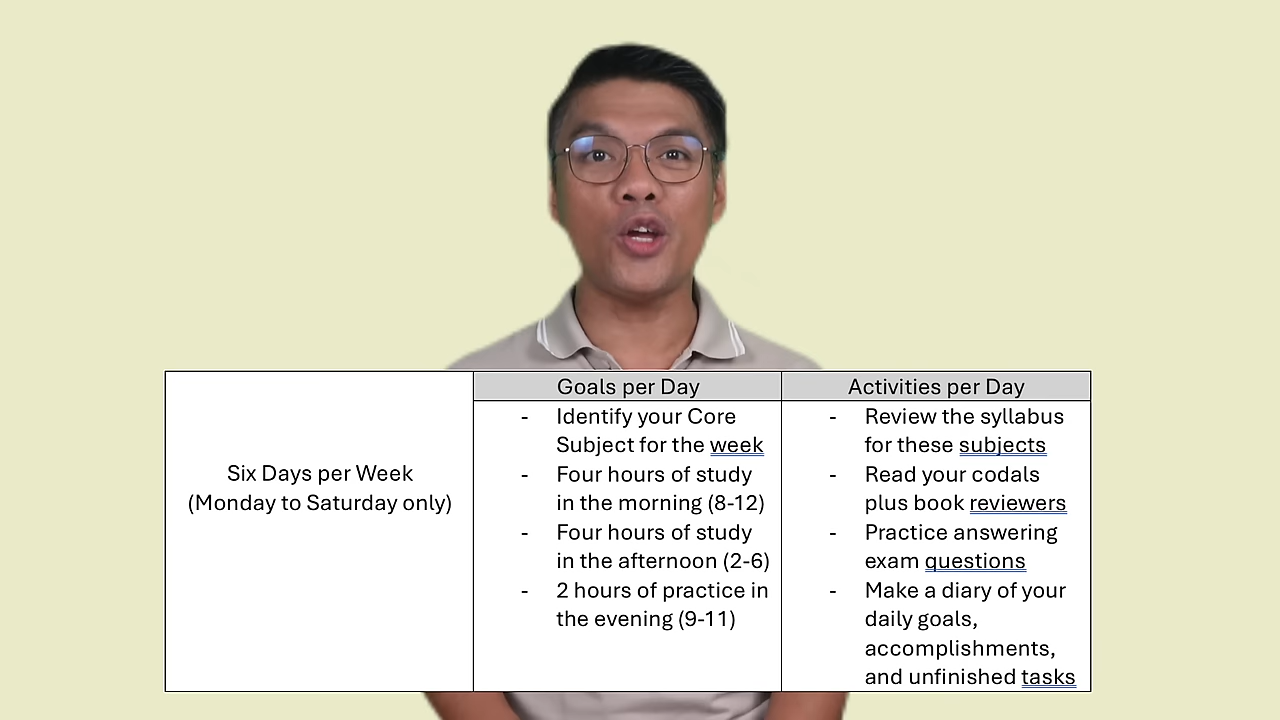 Goals per Day
Activities per Day
Six Days per Week
(Monday to Saturday only)
- Identify your Core
Subject for the week
- Four hours of study
in the morning (8-12)
- Four hours of study
in the afternoon (2-6)
- 2 hours of practice in
the evening (9-11)
- Review the syllabus
for these subjects
- Read your codals
plus book reviewers
- Practice answering
exam questions
- Make a diary of your
daily goals,
accomplishments,
and unfinished tasks